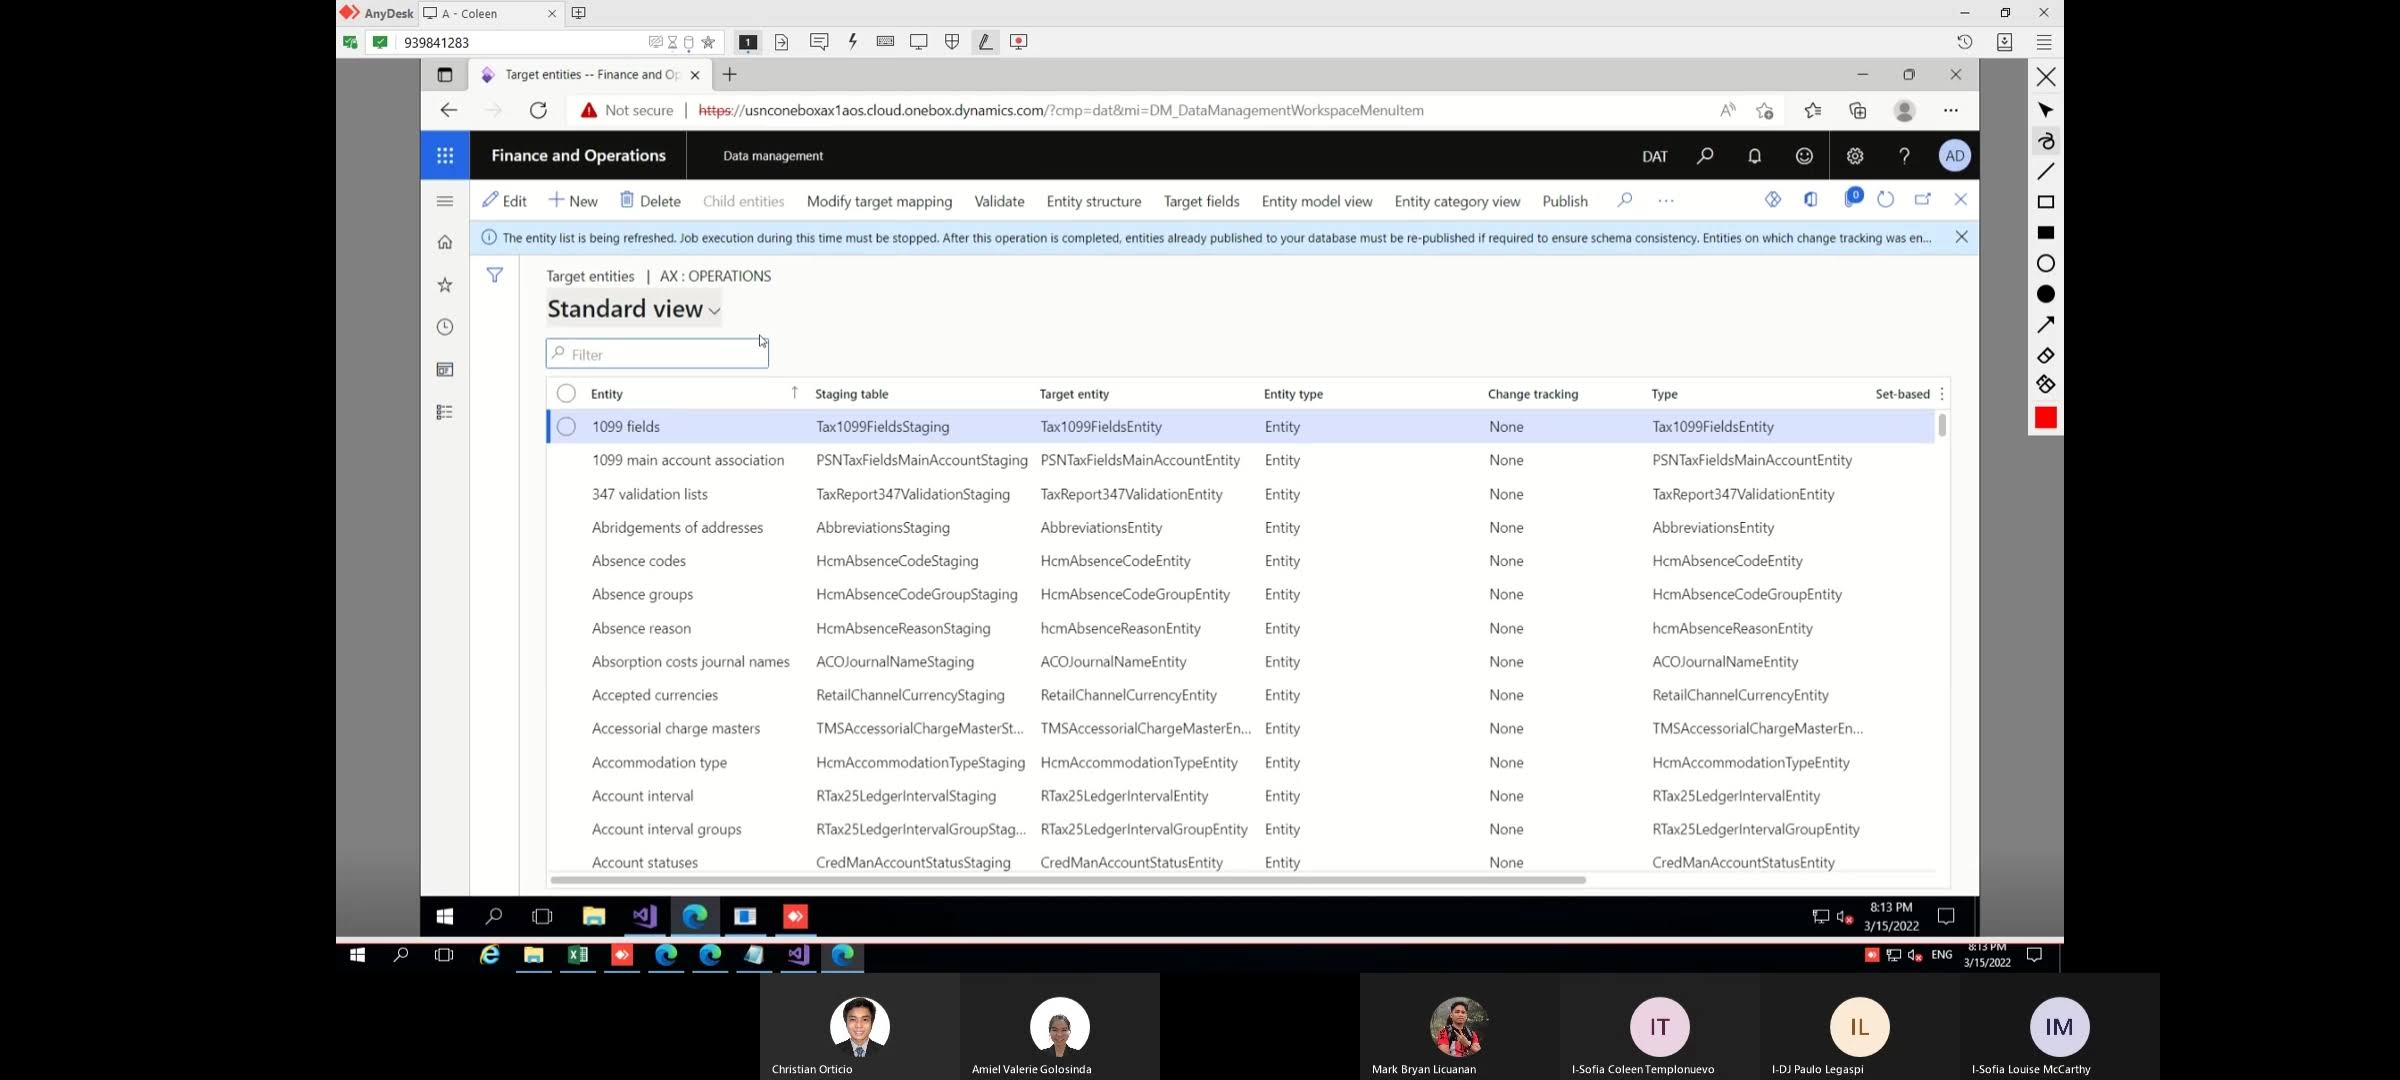 AnyDesk
A - Coleen
939841283
1
Target entities -- Finance and Op
Not secure
https://usnconeboxax1aos.cloud.onebox.dynamics.com/?cmp=dat&mi=DM_DataManagementWorkspaceMenuItem
Finance and Operations
Data management
DAT
AD
Edit
New
Delete
Child entities
Modify target mapping
Validate
Entity structure
Target fields
Entity model view
Entity category view
Publish
0
The entity list is being refreshed. Job execution during this time must be stopped. After this operation is completed, entities already published to your database must be re-published if required to ensure schema consistency. Entities on which change tracking was en...
Target entities | AX : OPERATIONS
Standard view
Filter
Entity Staging table Target entity Entity type Change tracking Type Set-based
1099 fields Tax1099FieldsStaging Tax1099FieldsEntity Entity None Tax1099FieldsEntity
1099 main account association PSNTaxFieldsMainAccountStaging PSNTaxFieldsMainAccountEntity Entity None PSNTaxFieldsMainAccountEntity
347 validation lists TaxReport347ValidationStaging TaxReport347ValidationEntity Entity None TaxReport347ValidationEntity
Abridgements of addresses AbbreviationsStaging AbbreviationsEntity Entity None AbbreviationsEntity
Absence codes HcmAbsenceCodeStaging HcmAbsenceCodeEntity Entity None HcmAbsenceCodeEntity
Absence groups HcmAbsenceCodeGroupStaging HcmAbsenceCodeGroupEntity Entity None HcmAbsenceCodeGroupEntity
Absence reason HcmAbsenceReasonStaging hcmAbsenceReasonEntity Entity None hcmAbsenceReasonEntity
Absorption costs journal names ACOJournalNameStaging ACOJournalNameEntity Entity None ACOJournalNameEntity
Accepted currencies RetailChannelCurrencyStaging RetailChannelCurrencyEntity Entity None RetailChannelCurrencyEntity
Accessorial charge masters TMSAccessorialChargeMasterSt... TMSAccessorialChargeMasterEn... Entity None TMSAccessorialChargeMasterEn...
Accommodation type HcmAccommodationTypeStaging HcmAccommodationTypeEntity Entity None HcmAccommodationTypeEntity
Account interval RTax25LedgerIntervalStaging RTax25LedgerIntervalEntity Entity None RTax25LedgerIntervalEntity
Account interval groups RTax25LedgerIntervalGroupStag... RTax25LedgerIntervalGroupEntity Entity None RTax25LedgerIntervalGroupEntity
Account statuses CredManAccountStatusStaging CredManAccountStatusEntity Entity None CredManAccountStatusEntity
8:13 PM
3/15/2022
ENG
8:13 PM
3/15/2022
IT
IL
IM
Christian Orticio
Amiel Valerie Golosinda
Mark Bryan Licuanan
I-Sofia Coleen Templonuevo
I-DJ Paulo Legaspi
I-Sofia Louise McCarthy